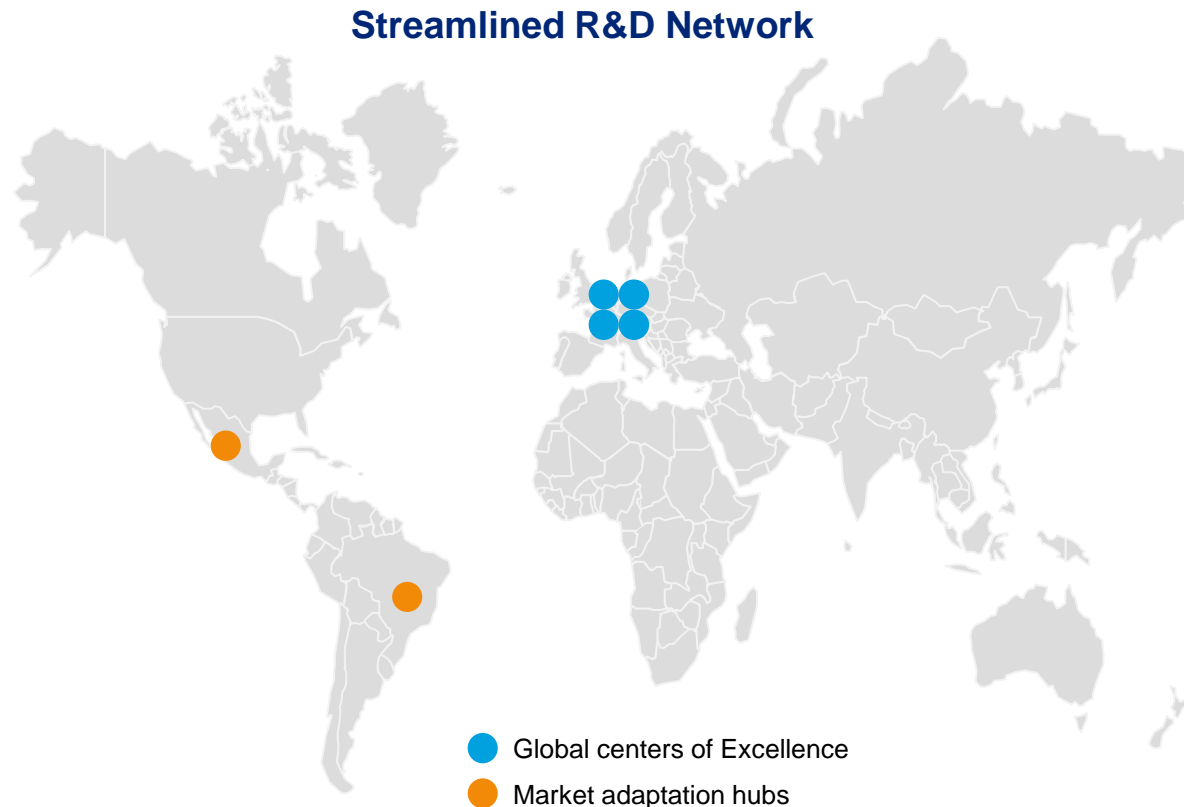 Streamlined R&D Network
Global centers of Excellence
Market adaptation hubs